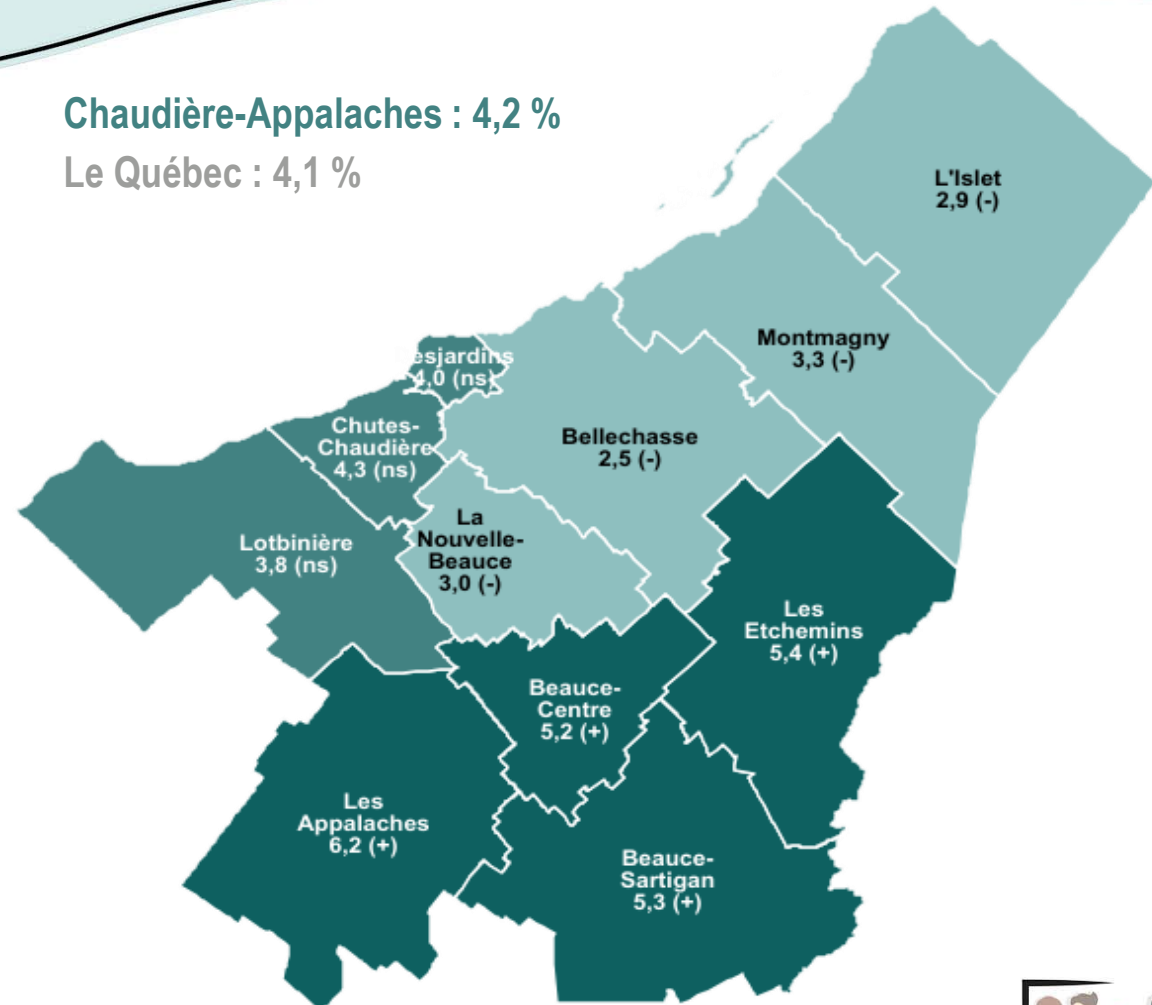 Chaudière-Appalaches : 4,2 %
Le Québec : 4,1 %
L'Islet
2,9 (-)
Montmagny
3,3 (-)
esjardins
4,0 (ns)
Chutes-
Chaudière
4,3 (ns)
Bellechasse
2,5 (-)
La
Nouvelle-
Beauce
3,0 (-)
Lotbinière
3,8 (ns)
Les
Etchemins
5,4 (+)
Beauce-
Centre
5,2 (+)
Les
Appalaches
6,2 (+)
Beauce-
Sartigan
5,3 (+)